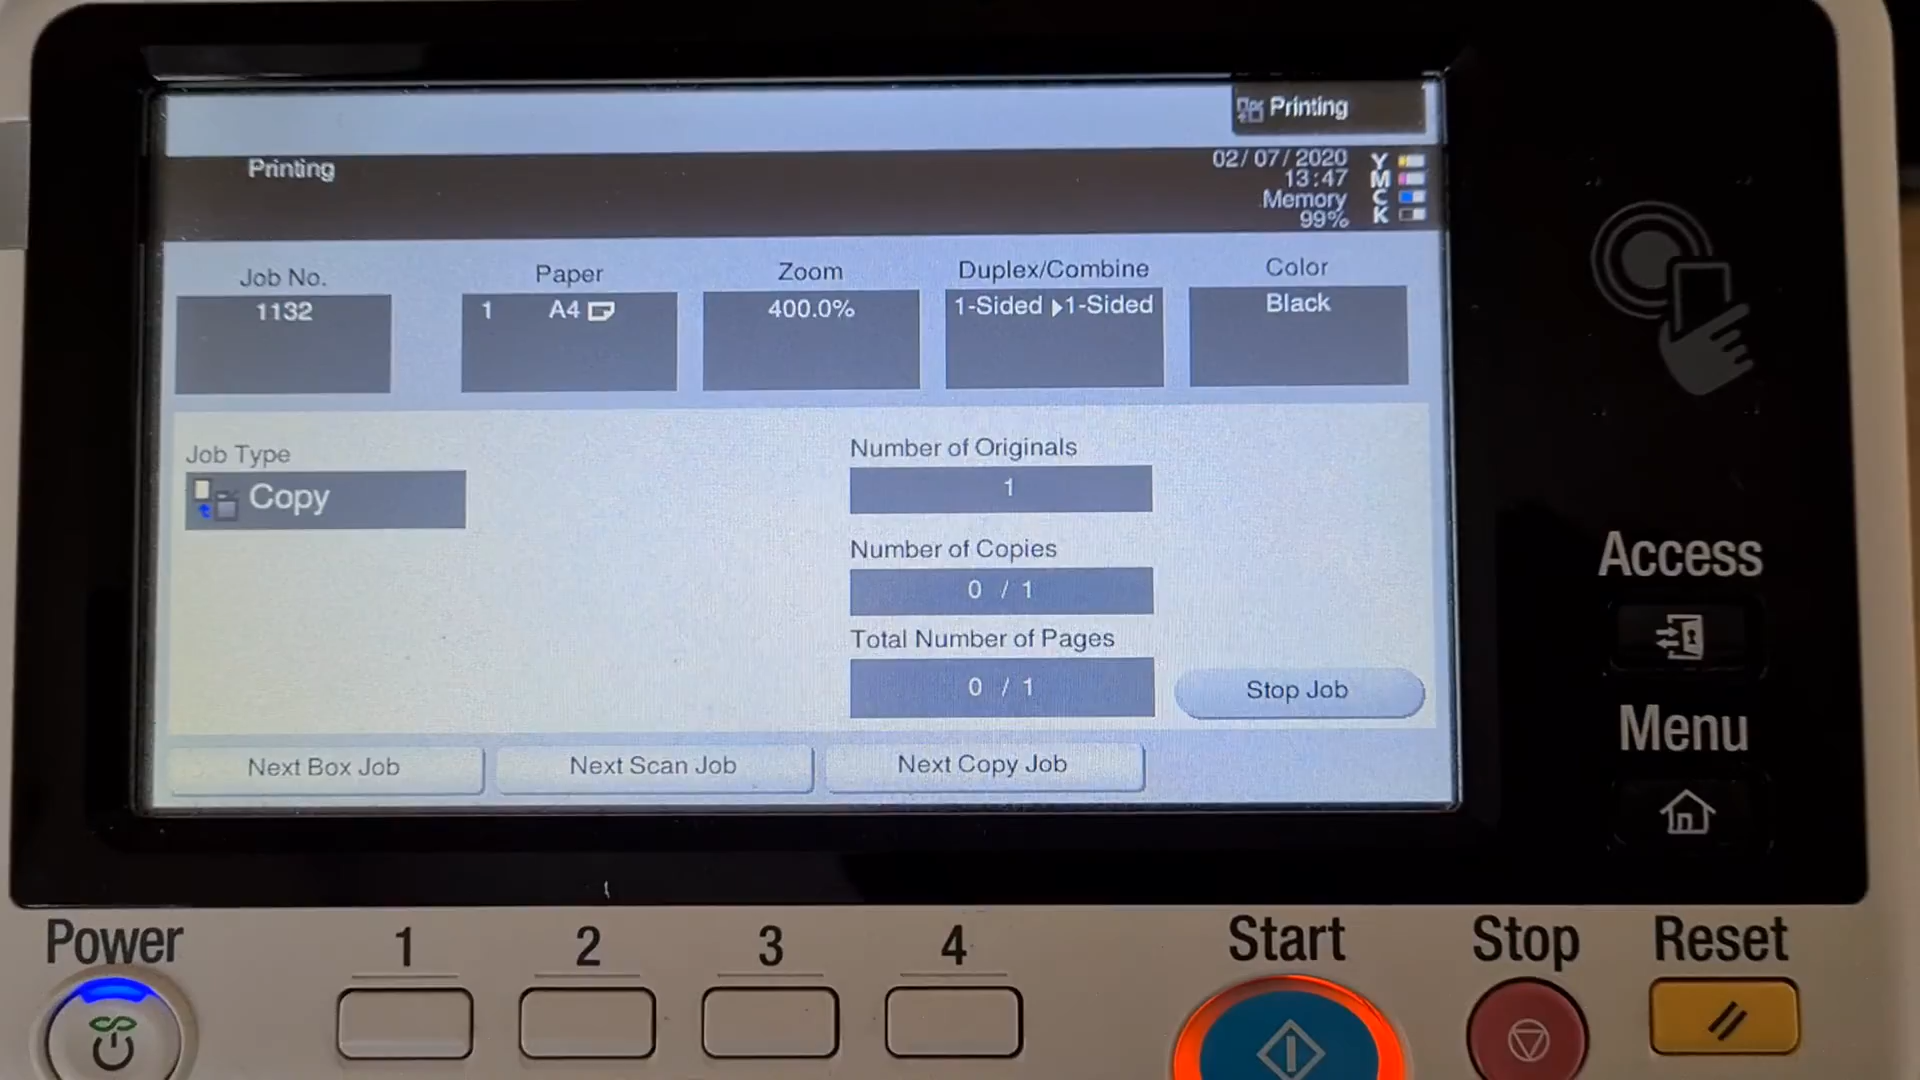 Printing
Printing
02/07/2020
13:47
Memory
99%
Y
M
C
K
Job No.
Paper
Zoom
Duplex/Combine
Color
1132
1 A4
400.0%
1-Sided ▶1-Sided
Black
Job Type
Copy
Number of Originals
1
Number of Copies
0 / 1
Total Number of Pages
0 / 1
Stop Job
Next Box Job
Next Scan Job
Next Copy Job
Access
Menu
Power
1
2
3
4
Start
Stop
Reset